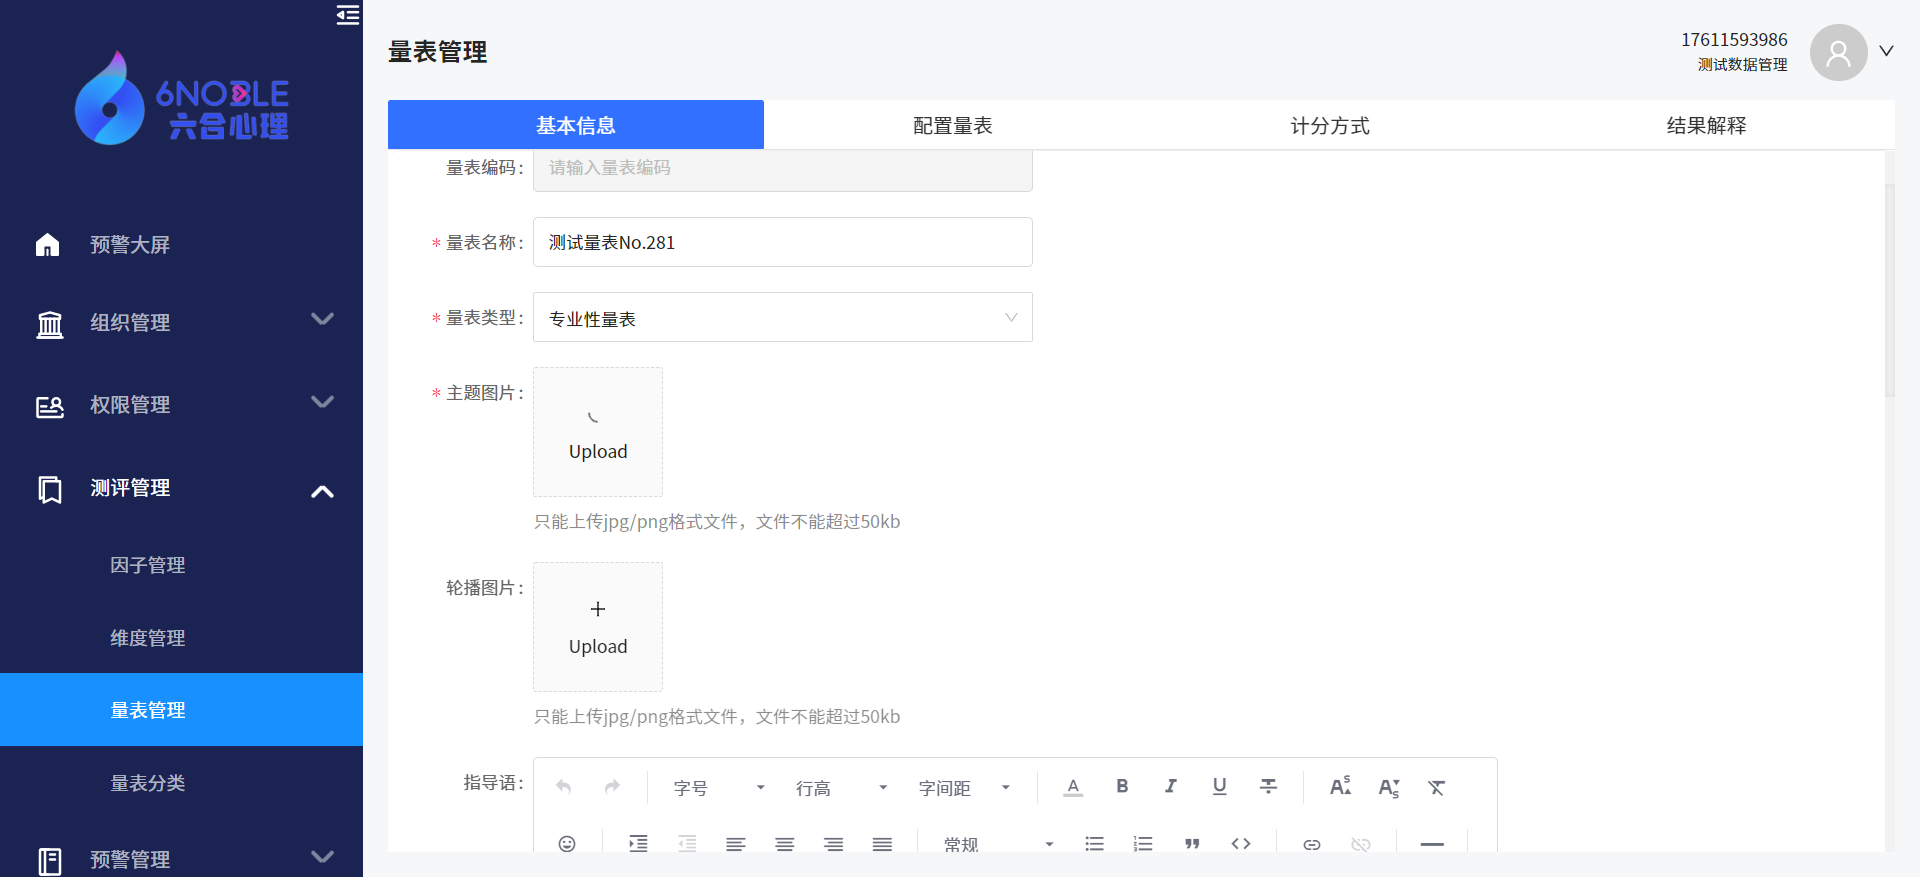 6NOBLE
六合心理
预警大屏
组织管理
权限管理
测评管理
因子管理
维度管理
量表管理
量表分类
预警管理
量表管理
17611593986
测试数据管理
基本信息
配置量表
计分方式
结果解释
量表编码：
请输入量表编码
* 量表名称：
测试量表No.281
* 量表类型：
专业性量表
* 主题图片：
Upload
只能上传jpg/png格式文件，文件不能超过50kb
轮播图片：
Upload
只能上传jpg/png格式文件，文件不能超过50kb
指导语：
字号 行高 字间距
常规